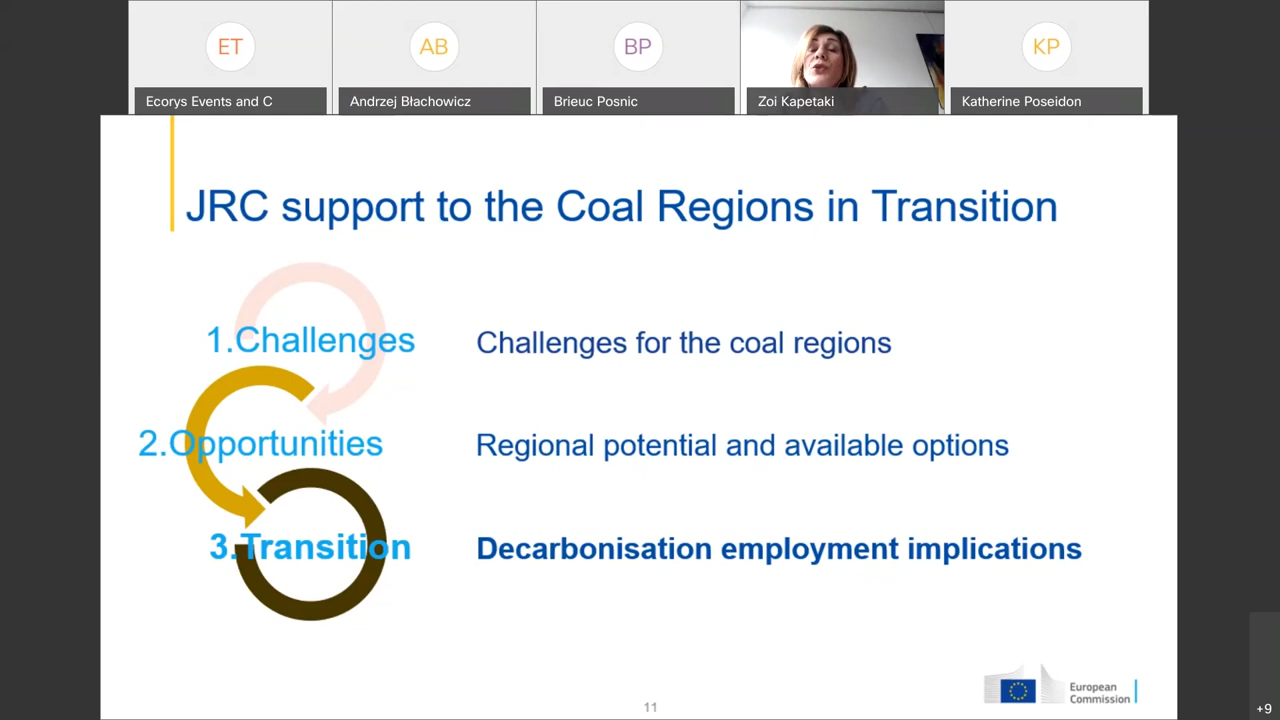 ET
AB
BP
KP
Ecorys Events and C
Andrzej Błachowicz
Brieuc Posnic
Zoi Kapetaki
Katherine Poseidon
JRC support to the Coal Regions in Transition
1.Challenges
Challenges for the coal regions
2.Opportunities
Regional potential and available options
3.Transition
Decarbonisation employment implications
European
Commission
11
+9